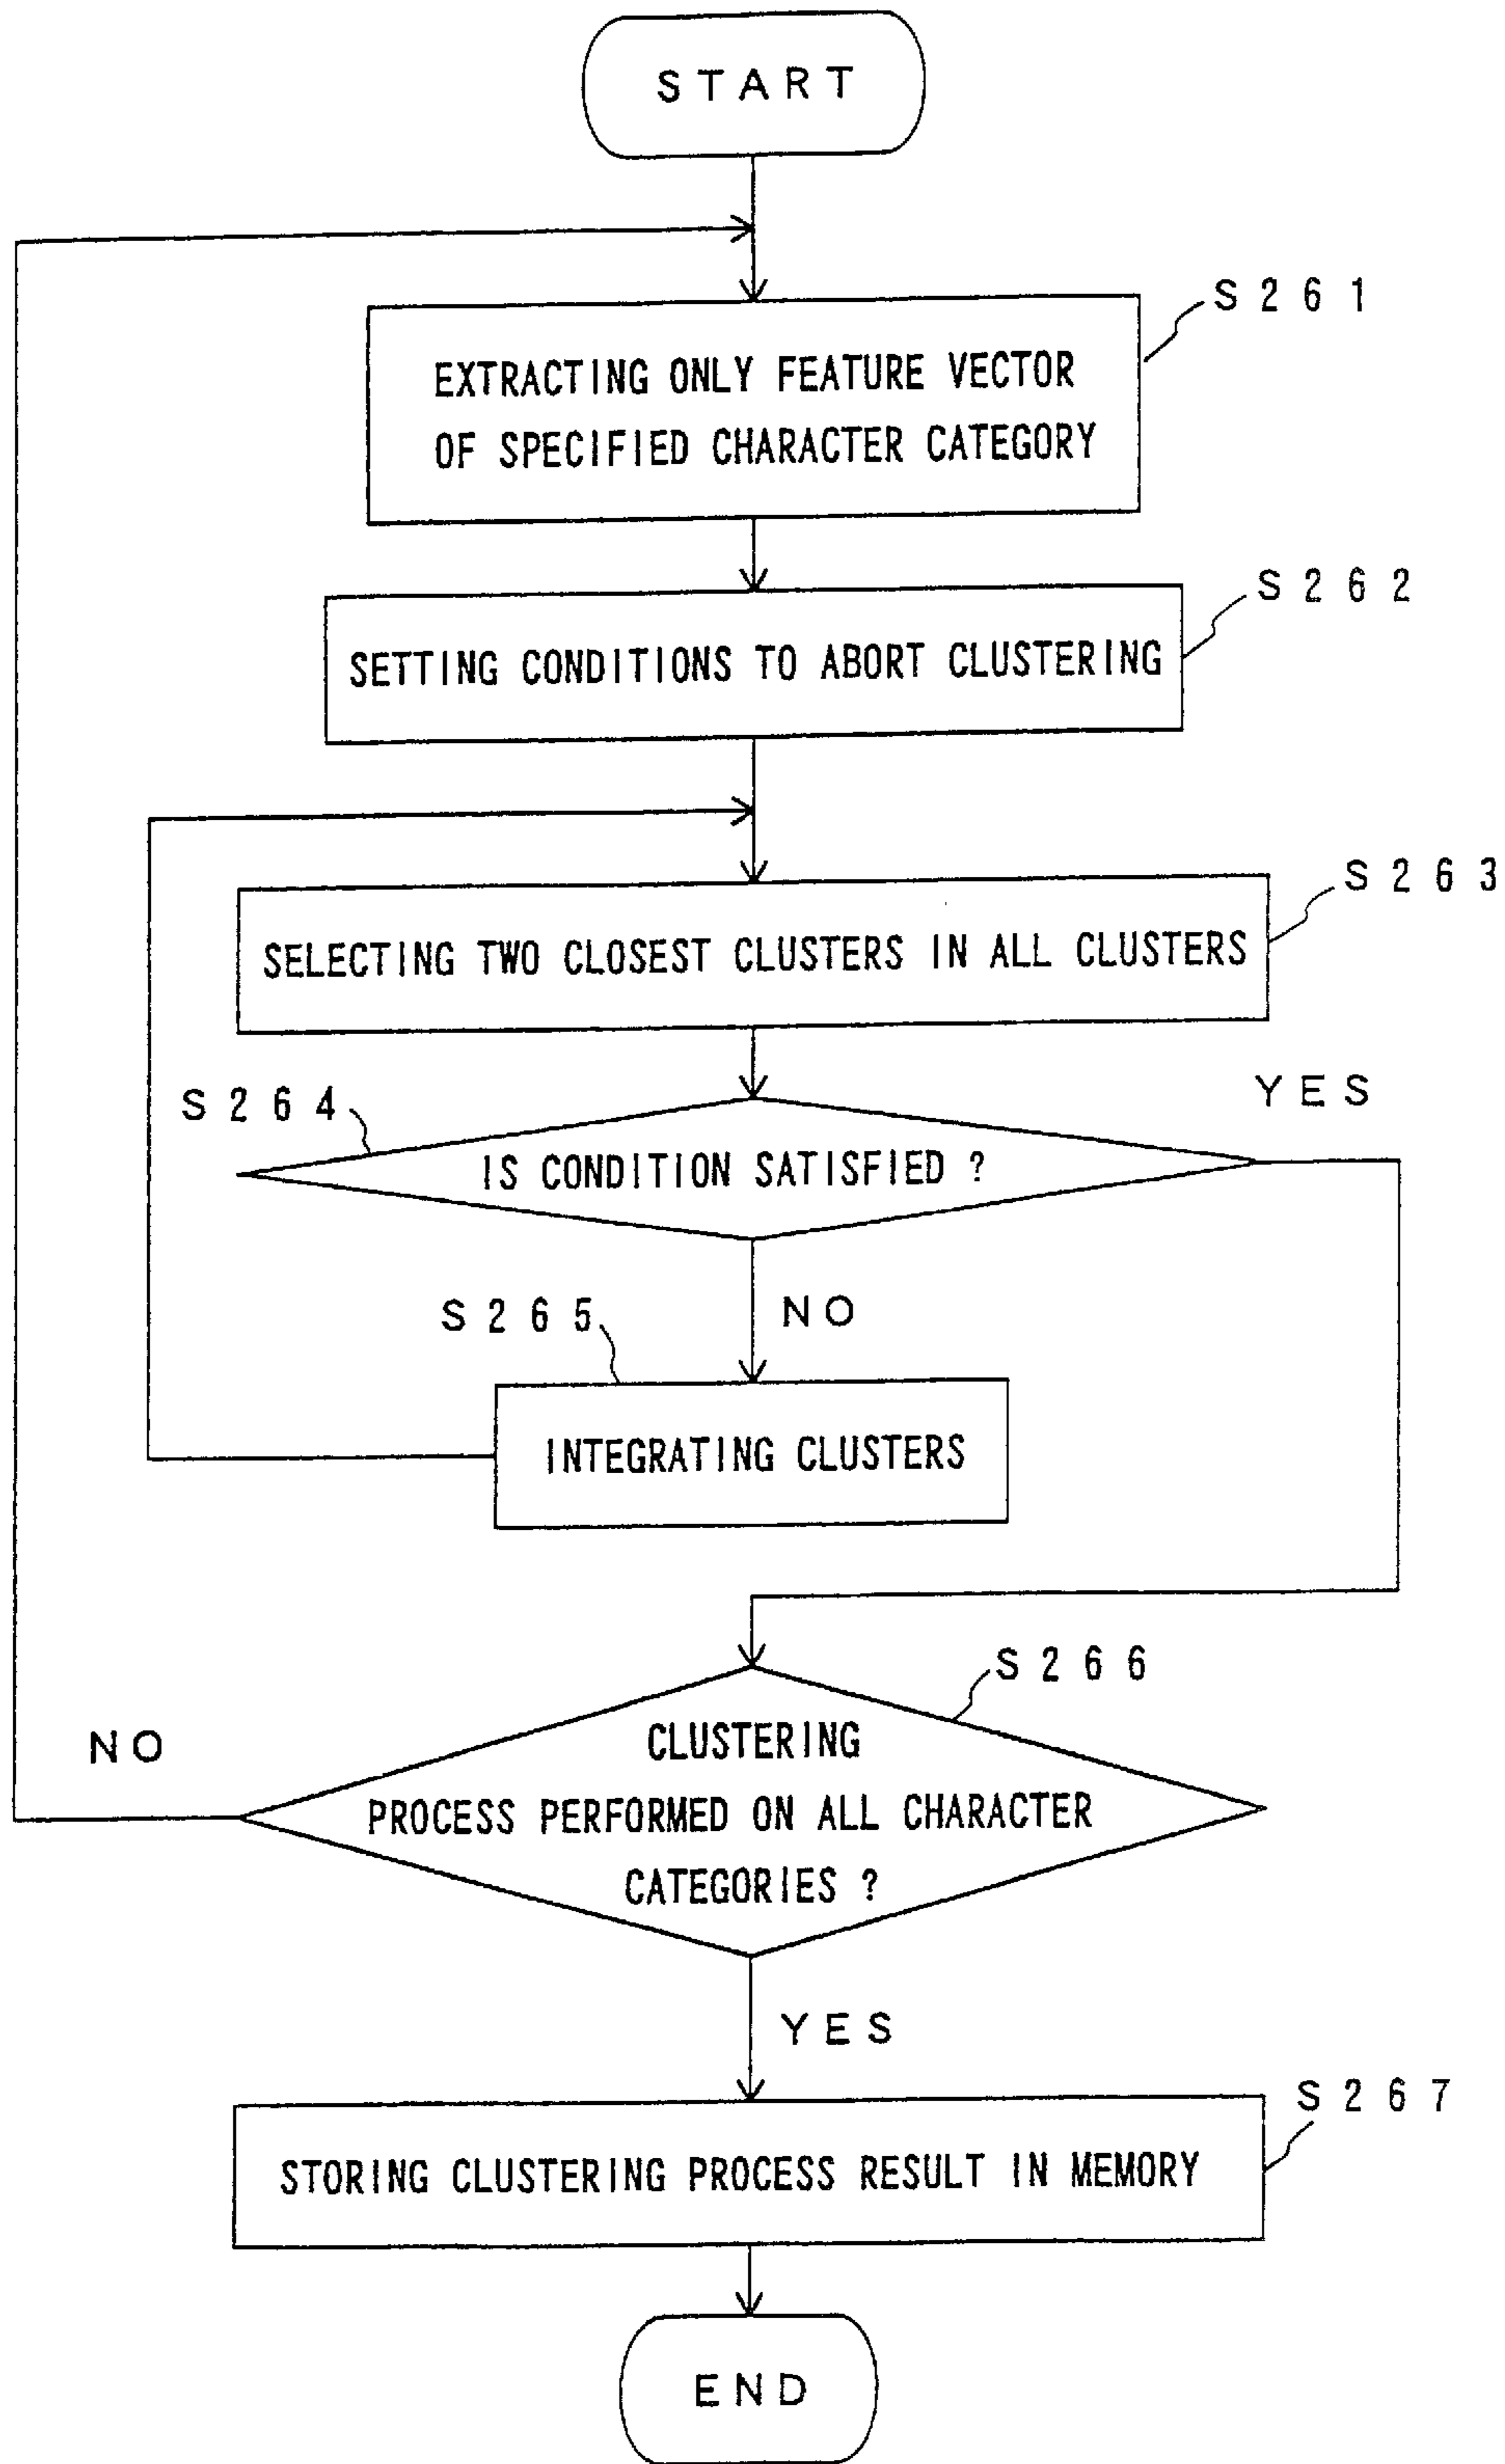 START
S261
EXTRACTING ONLY FEATURE VECTOR
OF SPECIFIED CHARACTER CATEGORY
S262
SETTING CONDITIONS TO ABORT CLUSTERING
S263
SELECTING TWO CLOSEST CLUSTERS IN ALL CLUSTERS
S264
YES
IS CONDITION SATISFIED ?
NO
S265
INTEGRATING CLUSTERS
S266
NO
CLUSTERING
PROCESS PERFORMED ON ALL CHARACTER
CATEGORIES ?
YES
S267
STORING CLUSTERING PROCESS RESULT IN MEMORY
END